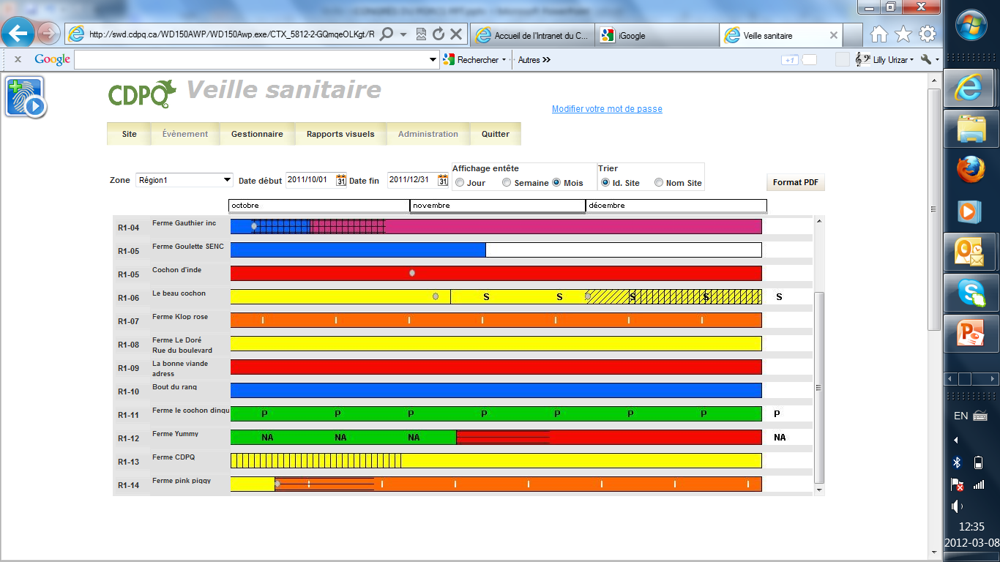 http://swd.cdpq.ca/WD150AWP/WD150Awp.exe/CTX_5812-2-GQmqeOLKgt/R
Accueil de l'Intranet du C...
iGoogle
Veille sanitaire
x Google
Rechercher
Autres »
+1
Lilly Urizar
CDPQ Veille sanitaire
Modifier votre mot de passe
Site Évènement Gestionnaire Rapports visuels Administration Quitter
Zone Région1 Date début 2011/10/01 31 Date fin 2011/12/31 31
Affichage entête
Jour Semaine Mois
Trier
Id. Site Nom Site
Format PDF
octobre novembre décembre
R1-04 Ferme Gauthier inc
R1-05 Ferme Goulette SENC
R1-05 Cochon d'inde
R1-06 Le beau cochon S S S S S
R1-07 Ferme Klop rose
R1-08 Ferme Le Doré
Rue du boulevard
R1-09 La bonne viande
adress
R1-10 Bout du rang
R1-11 Ferme le cochon dingu P P P P P P P P
R1-12 Ferme Yummy NA NA NA NA
R1-13 Ferme CDPQ
R1-14 Ferme pink piggy
EN
12:35
2012-03-08